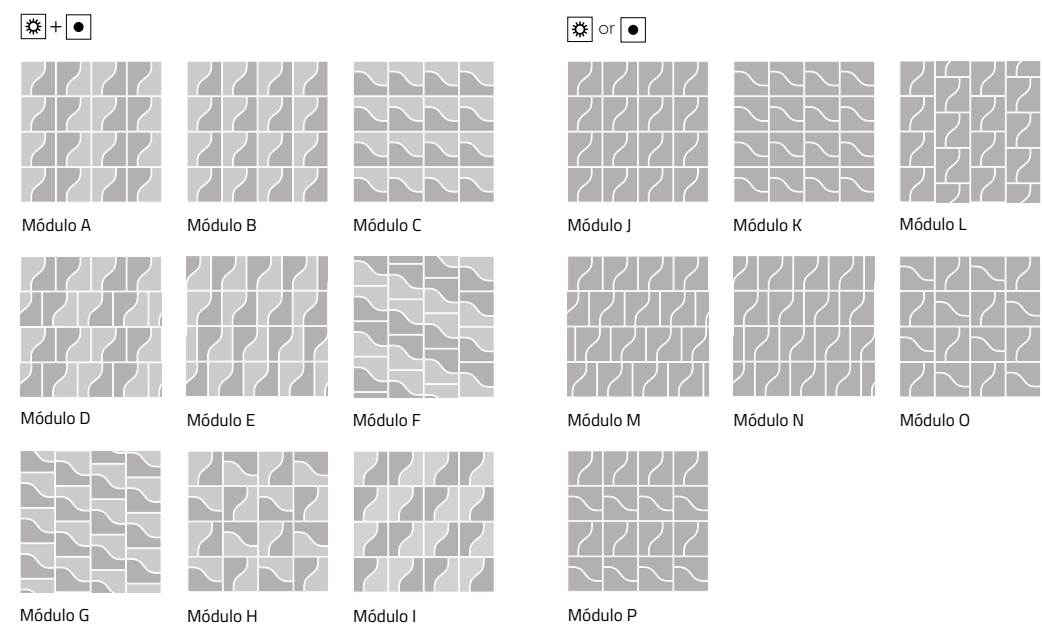 +
or
Módulo A
Módulo B
Módulo C
Módulo J
Módulo K
Módulo L
Módulo D
Módulo E
Módulo F
Módulo M
Módulo N
Módulo O
Módulo G
Módulo H
Módulo I
Módulo P